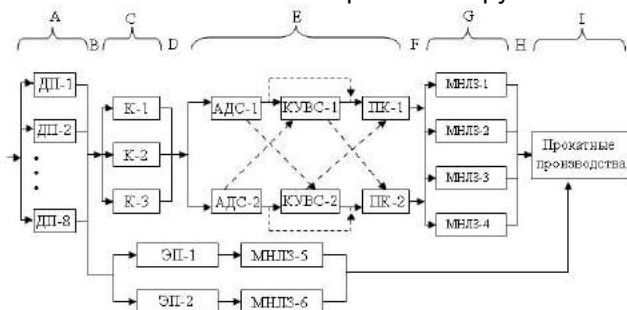 A B C D E F G H I
ДП-1
ДП-2
ДП-8
К-1
К-2
К-3
АДС-1 КУВС-1 ПК-1
АДС-2 КУВС-2 ПК-2
МНЛЗ-1
МНЛЗ-2
МНЛЗ-3
МНЛЗ-4
Прокатные
производства
ЭП-1 МНЛЗ-5
ЭП-2 МНЛЗ-6